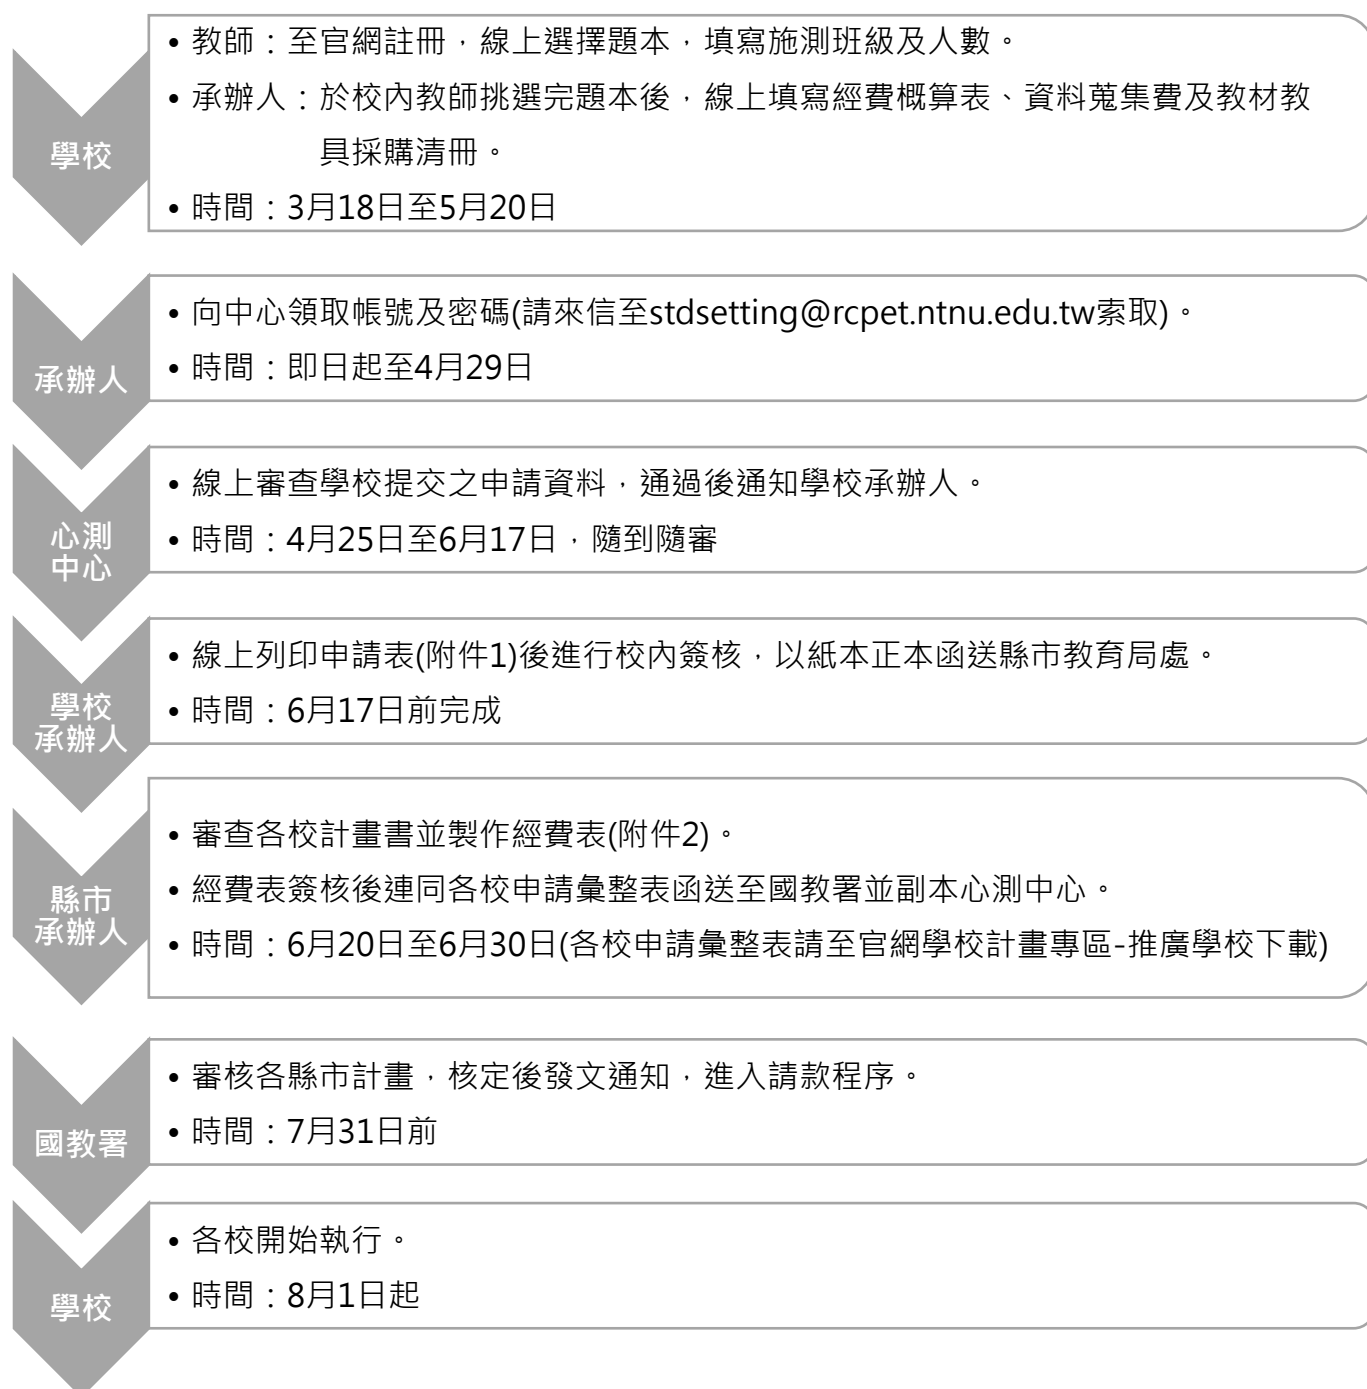 學校
• 教師：至官網註冊，線上選擇題本，填寫施測班級及人數。
• 承辦人：於校內教師挑選完題本後，線上填寫經費概算表、資料蒐集費及教材教
具採購清冊。
• 時間：3月18日至5月20日
承辦人
• 向中心領取帳號及密碼(請來信至stdsetting@rcpet.ntnu.edu.tw索取)。
• 時間：即日起至4月29日
心測
中心
• 線上審查學校提交之申請資料，通過後通知學校承辦人。
• 時間：4月25日至6月17日，隨到隨審
學校
承辦人
• 線上列印申請表(附件1)後進行校內簽核，以紙本正本函送縣市教育局處。
• 時間：6月17日前完成
縣市
承辦人
• 審查各校計畫書並製作經費表(附件2)。
• 經費表簽核後連同各校申請彙整表函送至國教署並副本心測中心。
• 時間：6月20日至6月30日(各校申請彙整表請至官網學校計畫專區-推廣學校下載)
國教署
• 審核各縣市計畫，核定後發文通知，進入請款程序。
• 時間：7月31日前
學校
• 各校開始執行。
• 時間：8月1日起